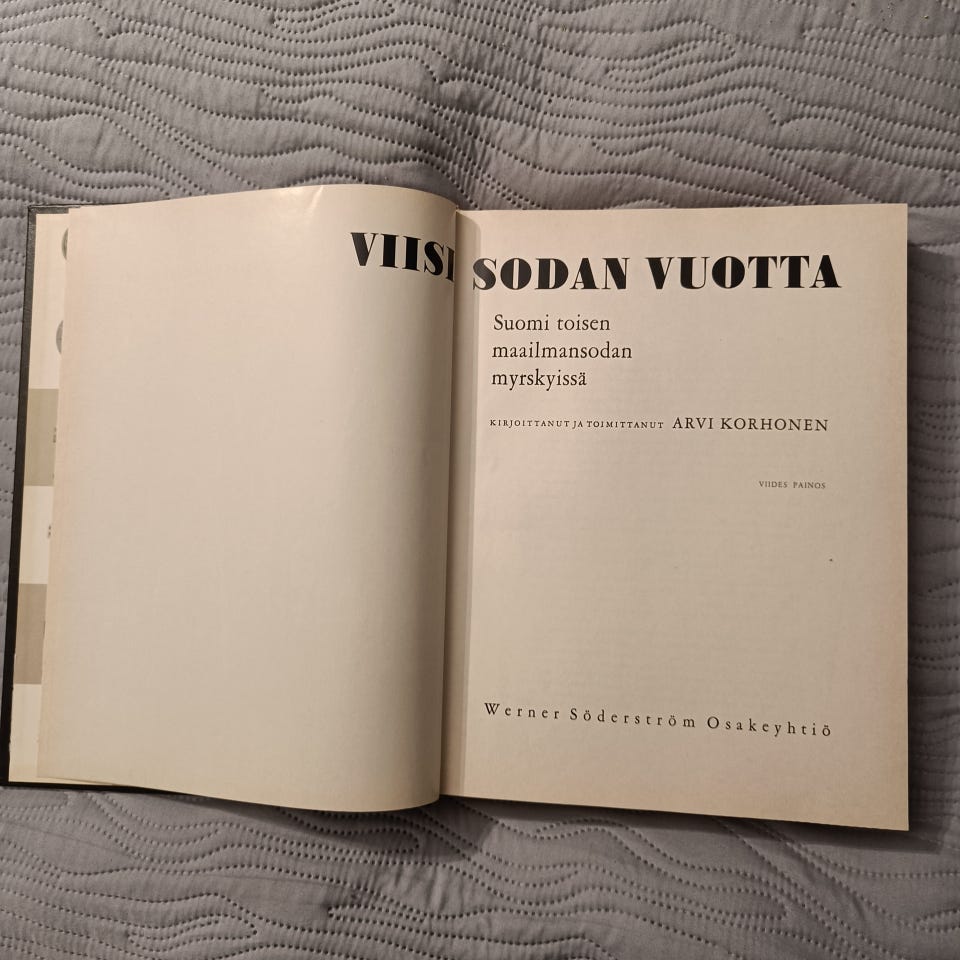 VIISI SODAN VUOTTA
Suomi toisen
maailmansodan
myrskyissä
KIRJOITTANUT JA TOIMITTANUT ARVI KORHONEN
VIIDES PAINOS
Werner Söderström Osakeyhtiö